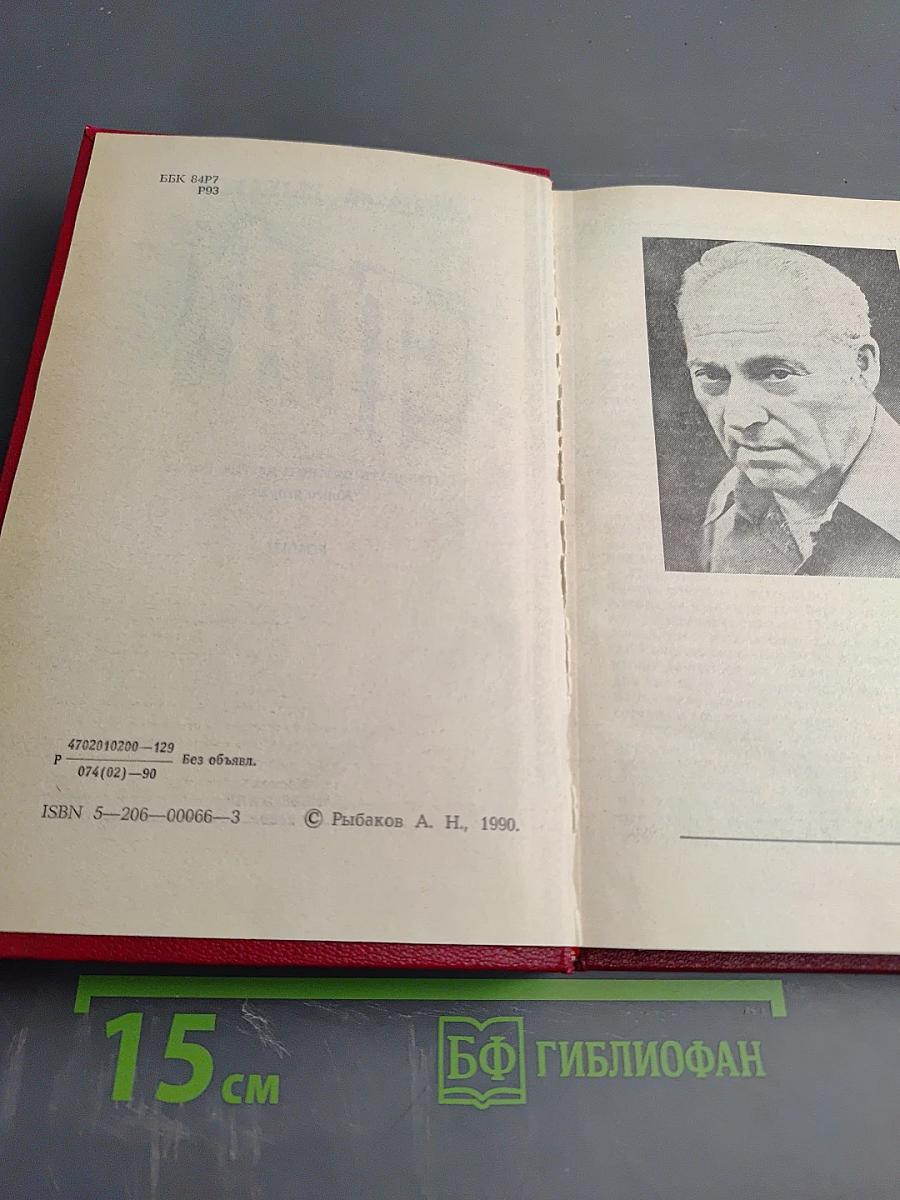 ББК 84Р7
Р93
4702010200—129
Р
Без объявл.
074(02)—90
ISBN 5—206—00066—3
© Рыбаков А. Н., 1990.
15 см
БФ ГИБЛИОФАН